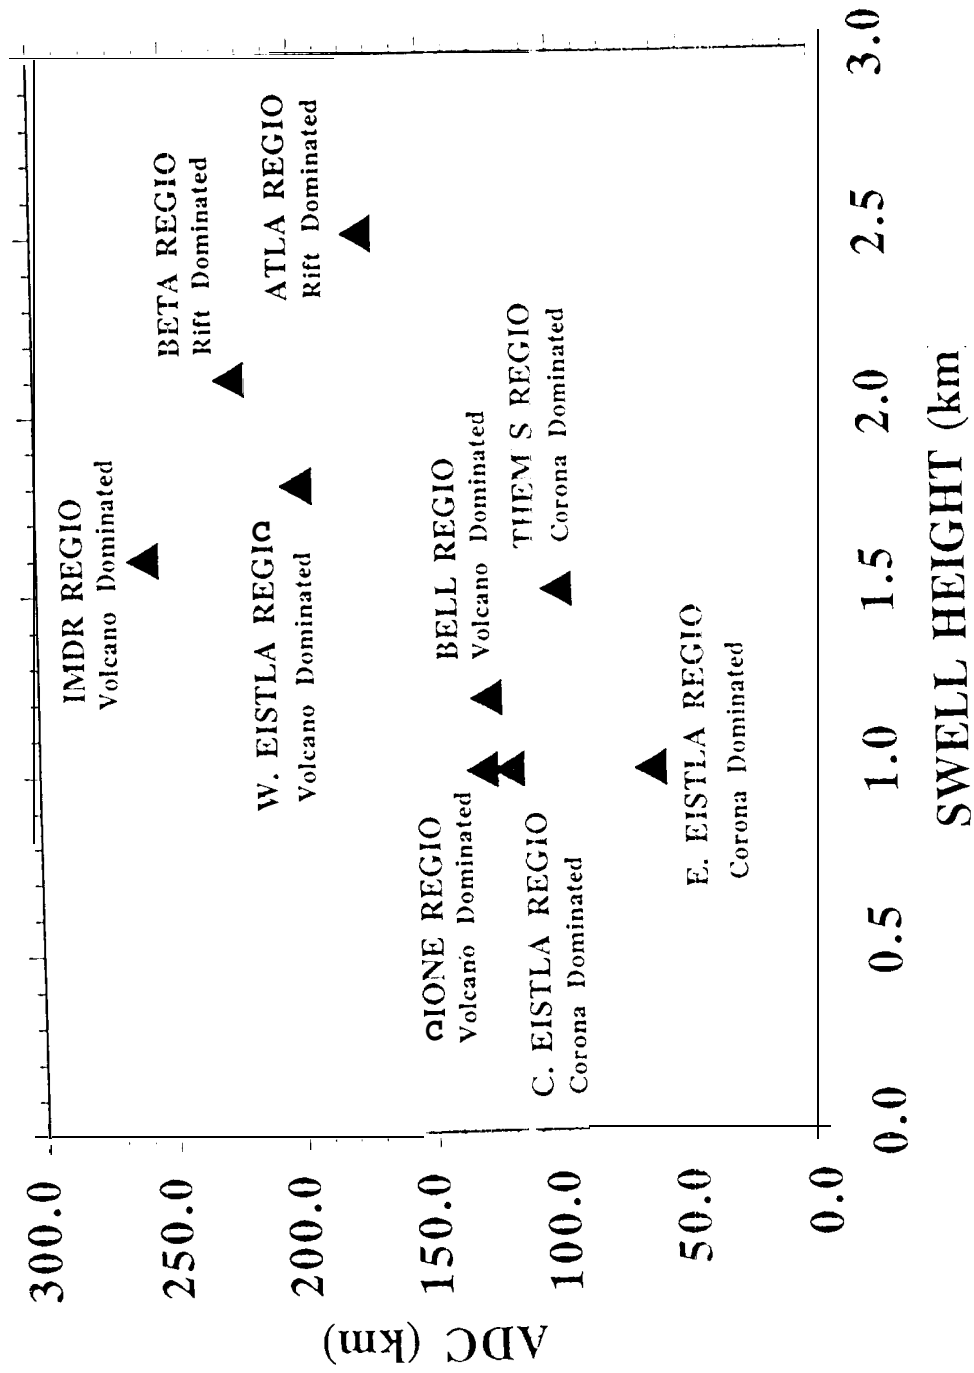 ADC (km)
300.0
250.0
200.0
150.0
100.0
50.0
0.0
IMDR REGIO
Volcano Dominated
BETA REGIO
Rift Dominated
ATLA REGIO
Rift Dominated
W. EISTLA REGIO
Volcano Dominated
BELL REGIO
Volcano Dominated
THEM S REGIO
Corona Dominated
DIONE REGIO
Volcano Dominated
C. EISTLA REGIO
Corona Dominated
E. EISTLA REGIO
Corona Dominated
0.0 0.5 1.0 1.5 2.0 2.5 3.0
SWELL HEIGHT (km